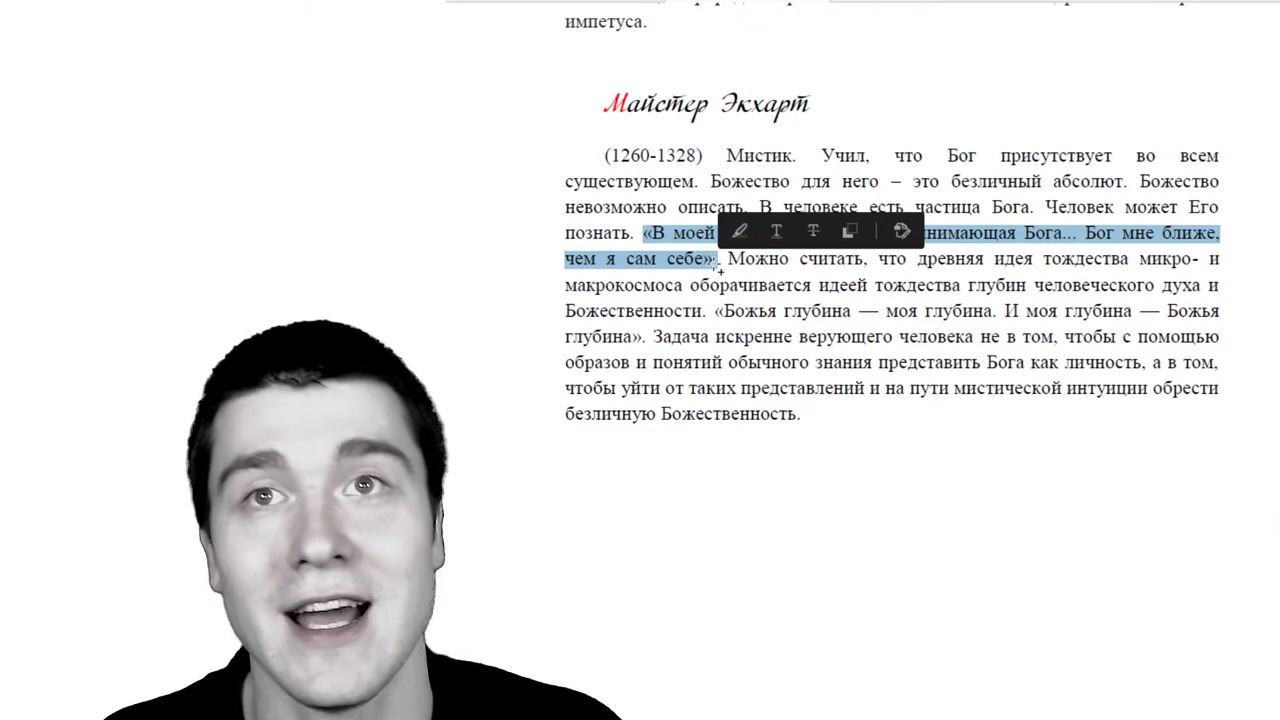 импетуса.
Майстер Экхарт
(1260-1328) Мистик. Учил, что Бог присутствует во всем
существующем. Божество для него – это безличный абсолют. Божество
невозможно описать. В человеке есть частица Бога. Человек может Его
познать. «В моей Бога... Бог мне ближе,
чем я сам себе». Можно считать, что древняя идея тождества микро- и
макрокосмоса оборачивается идеей тождества глубин человеческого духа и
Божественности. «Божья глубина — моя глубина. И моя глубина — Божья
глубина». Задача искренне верующего человека не в том, чтобы с помощью
образов и понятий обычного знания представить Бога как личность, а в том,
чтобы уйти от таких представлений и на пути мистической интуиции обрести
безличную Божественность.